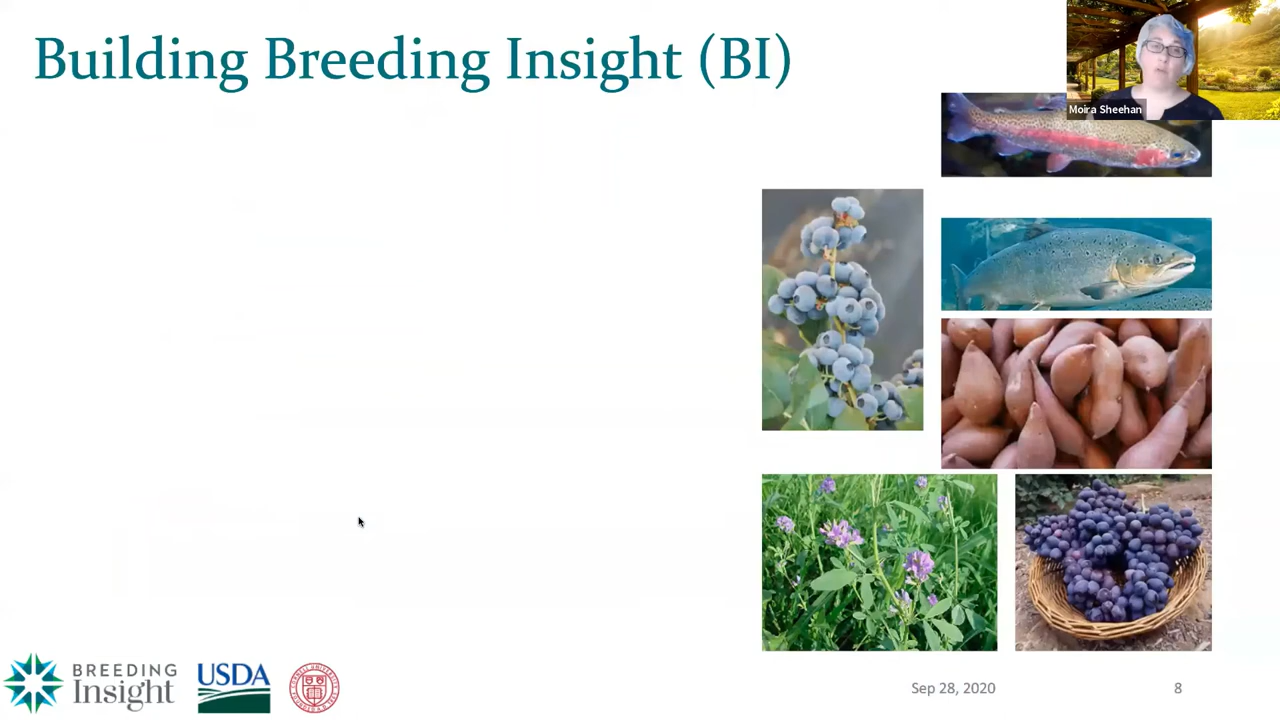 Building Breeding Insight (BI)
Moira Sheehan
BREEDING
Insight
USDA
Sep 28, 2020
8